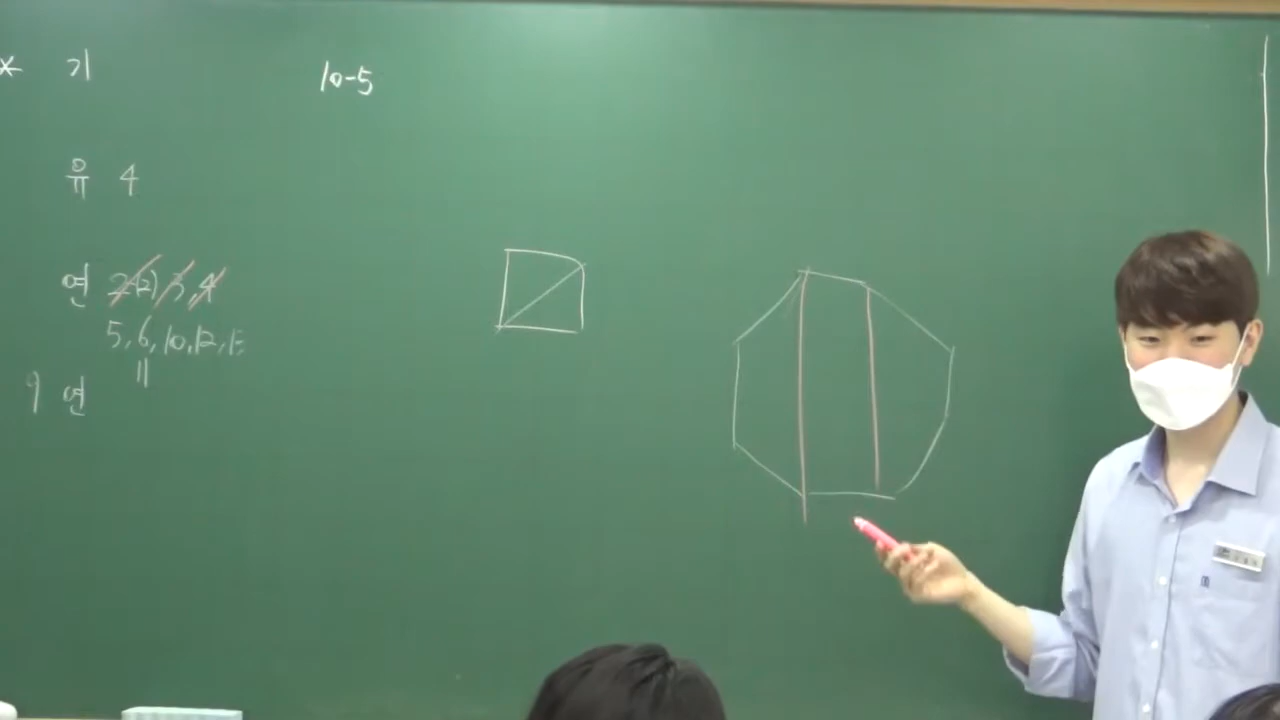 * 기
10-5
유 4
연 2(2), 3, 4
5, 6, 10, 12, 15
11
9 연